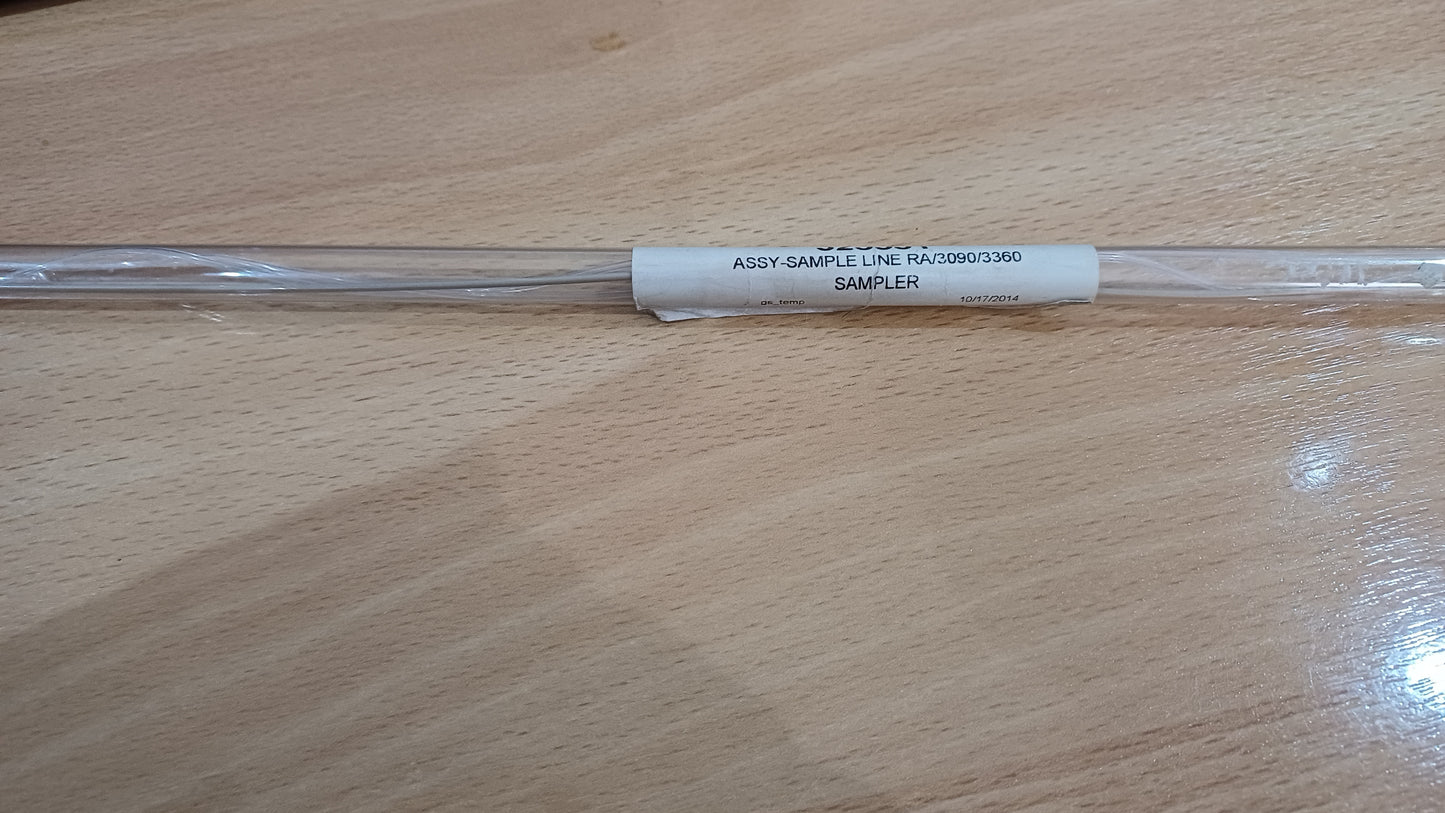 ASSY-SAMPLE LINE RA/3090/3360
SAMPLER
gs_temp 10/17/2014